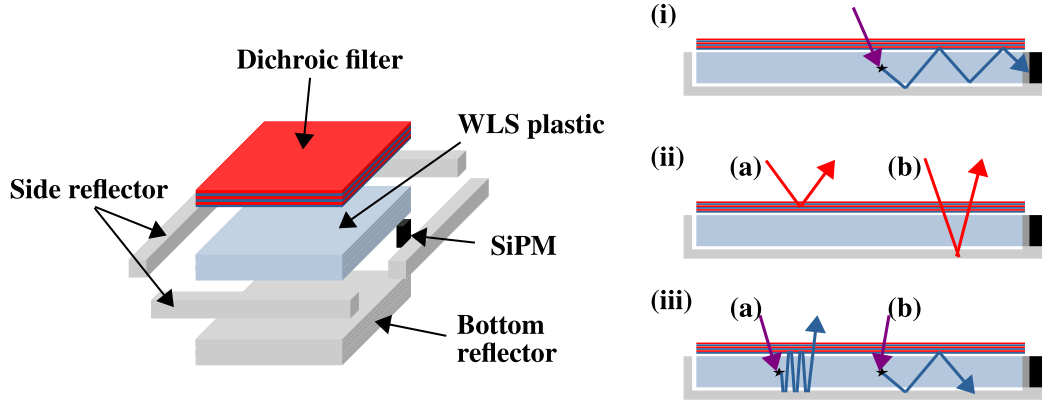 Dichroic filter
WLS plastic
Side reflector
SiPM
Bottom
reflector
(i)
(ii)
(a)
(b)
(iii)
(a)
(b)